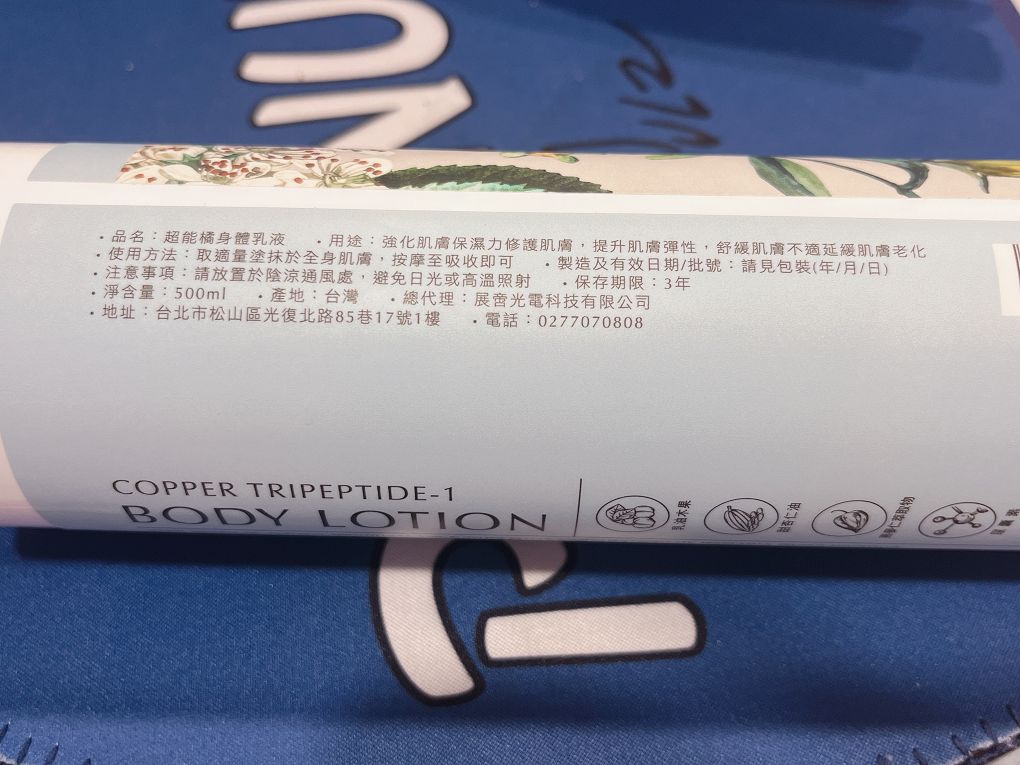 ・品名：超能橘身體乳液　・用途：強化肌膚保濕力修護肌膚，提升肌膚彈性，舒緩肌膚不適延緩肌膚老化
・使用方法：取適量塗抹於全身肌膚，按摩至吸收即可　・製造及有效日期/批號：請見包裝(年/月/日)
・注意事項：請放置於陰涼通風處，避免日光或高溫照射　・保存期限：3年
・淨含量：500ml　・產地：台灣　・總代理：展啻光電科技有限公司
・地址：台北市松山區光復北路85巷17號1樓　・電話：0277070808
COPPER TRIPEPTIDE-1
BODY LOTION
乳油木果
甜杏仁油